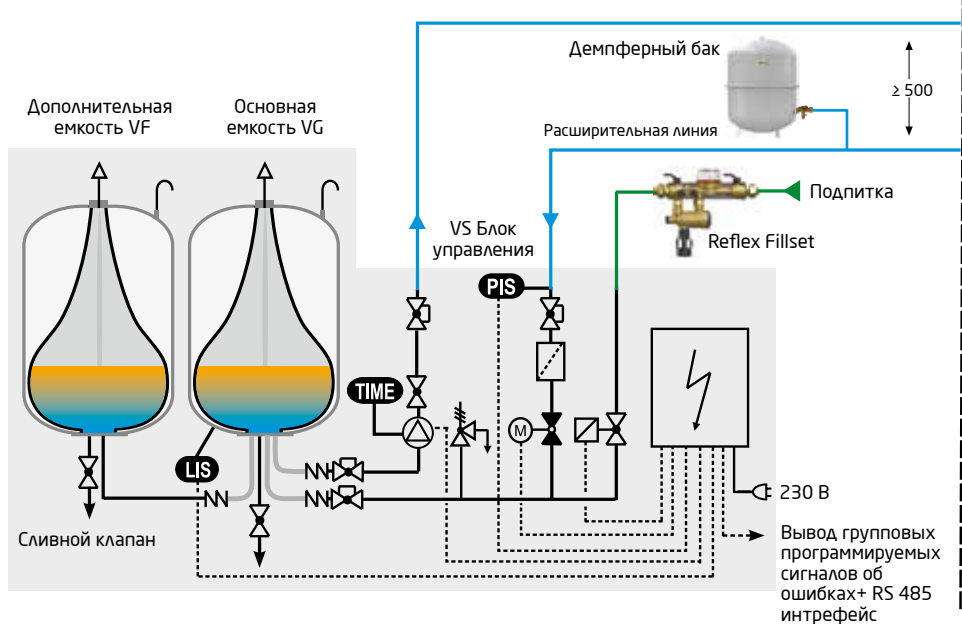 Демпферный бак
≥ 500
Дополнительная
емкость VF
Основная
емкость VG
Расширительная линия
Подпитка
VS Блок
управления
Reflex Fillset
PIS
TIME
LIS
M
230 В
Сливной клапан
Вывод групповых
программируемых
сигналов об
ошибках+ RS 485
интрефейс